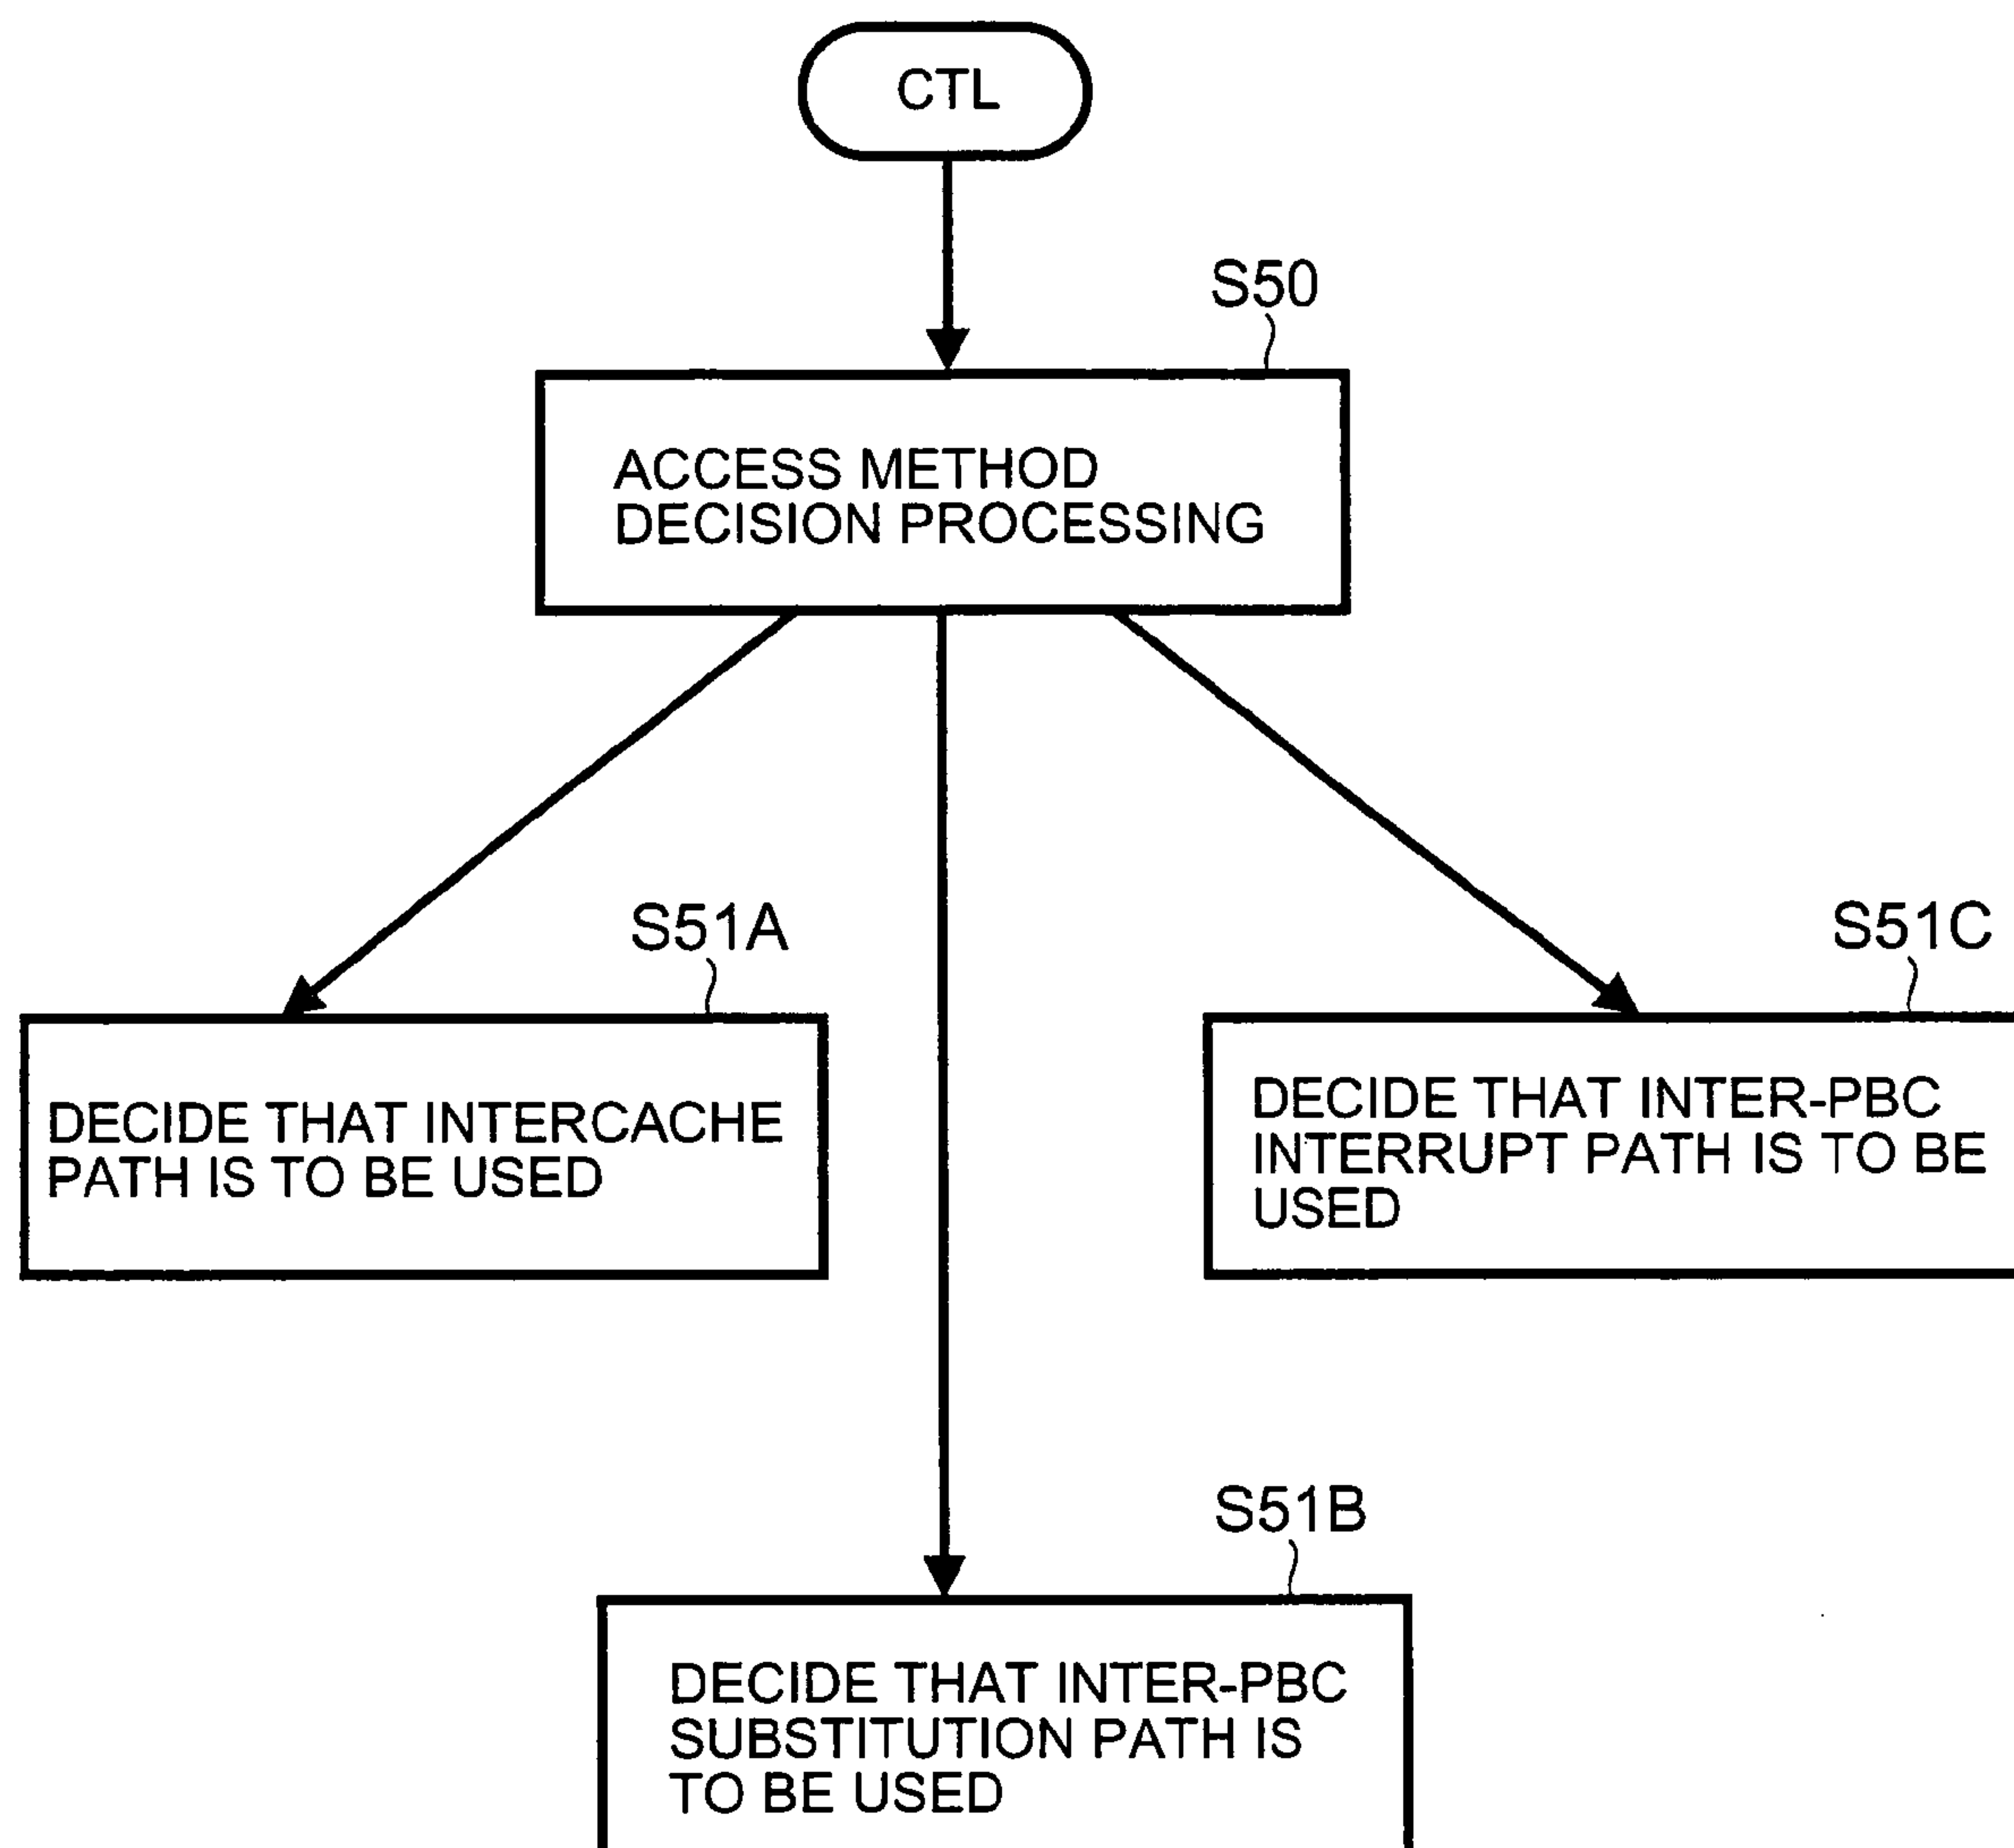 CTL
S50
ACCESS METHOD
DECISION PROCESSING
S51A
DECIDE THAT INTERCACHE
PATH IS TO BE USED
S51C
DECIDE THAT INTER-PBC
INTERRUPT PATH IS TO BE
USED
S51B
DECIDE THAT INTER-PBC
SUBSTITUTION PATH IS
TO BE USED